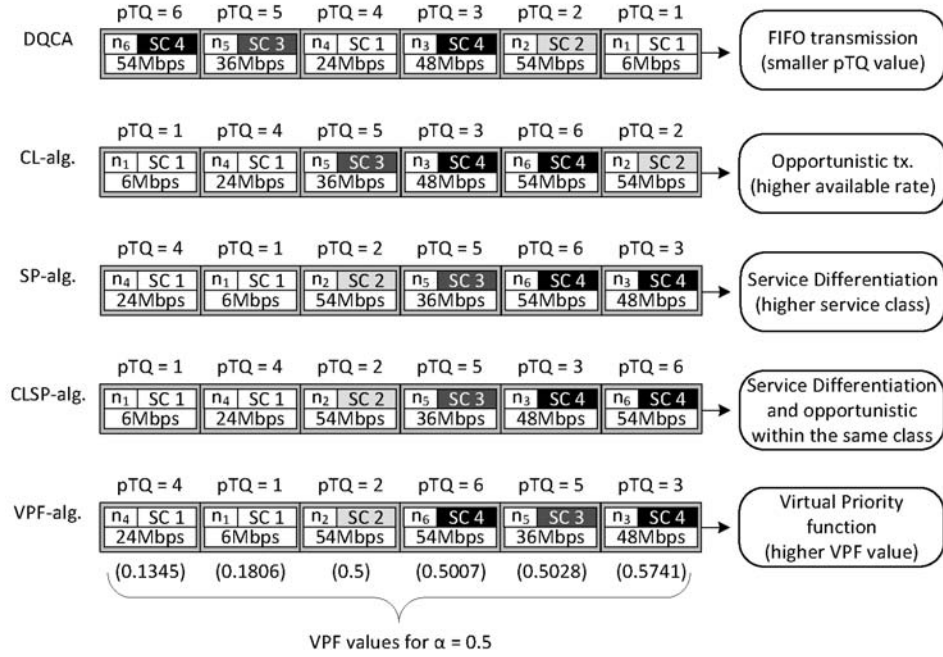 pTQ = 6 pTQ = 5 pTQ = 4 pTQ = 3 pTQ = 2 pTQ = 1
DQCA n6 SC 4 n5 SC 3 n4 SC 1 n3 SC 4 n2 SC 2 n1 SC 1
54Mbps 36Mbps 24Mbps 48Mbps 54Mbps 6Mbps
FIFO transmission
(smaller pTQ value)
pTQ = 1 pTQ = 4 pTQ = 5 pTQ = 3 pTQ = 6 pTQ = 2
CL-alg. n1 SC 1 n4 SC 1 n5 SC 3 n3 SC 4 n6 SC 4 n2 SC 2
6Mbps 24Mbps 36Mbps 48Mbps 54Mbps 54Mbps
Opportunistic tx.
(higher available rate)
pTQ = 4 pTQ = 1 pTQ = 2 pTQ = 5 pTQ = 6 pTQ = 3
SP-alg. n4 SC 1 n1 SC 1 n2 SC 2 n5 SC 3 n6 SC 4 n3 SC 4
24Mbps 6Mbps 54Mbps 36Mbps 54Mbps 48Mbps
Service Differentiation
(higher service class)
pTQ = 1 pTQ = 4 pTQ = 2 pTQ = 5 pTQ = 3 pTQ = 6
CLSP-alg. n1 SC 1 n4 SC 1 n2 SC 2 n5 SC 3 n3 SC 4 n6 SC 4
6Mbps 24Mbps 54Mbps 36Mbps 48Mbps 54Mbps
Service Differentiation
and opportunistic
within the same class
pTQ = 4 pTQ = 1 pTQ = 2 pTQ = 6 pTQ = 5 pTQ = 3
VPF-alg. n4 SC 1 n1 SC 1 n2 SC 2 n6 SC 4 n5 SC 3 n3 SC 4
24Mbps 6Mbps 54Mbps 54Mbps 36Mbps 48Mbps
Virtual Priority
function
(higher VPF value)
(0.1345) (0.1806) (0.5) (0.5007) (0.5028) (0.5741)
VPF values for α = 0.5